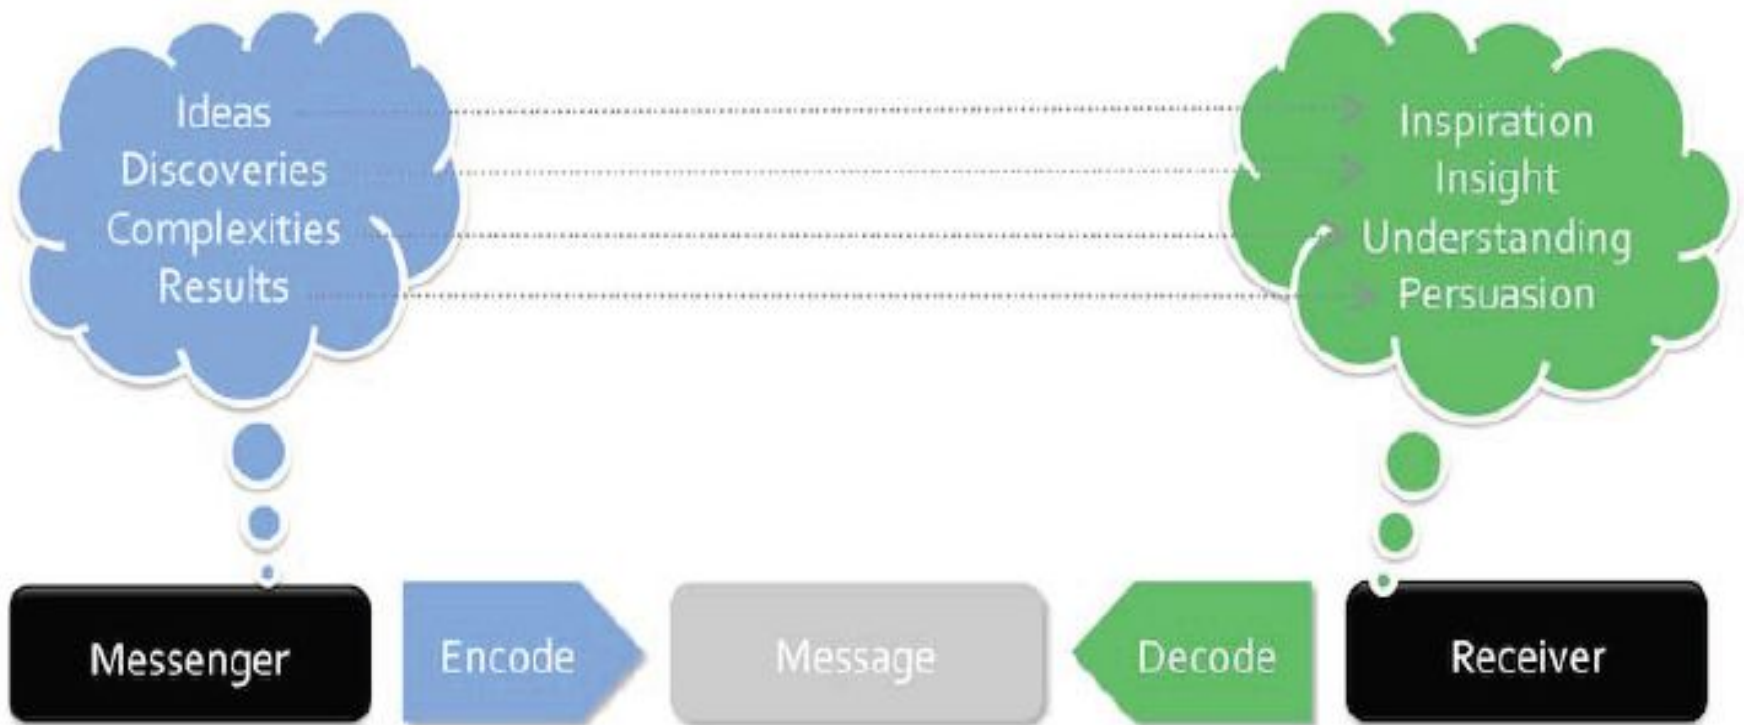 Ideas
Discoveries
Complexities
Results
Inspiration
Insight
Understanding
Persuasion
Messenger
Encode
Message
Decode
Receiver